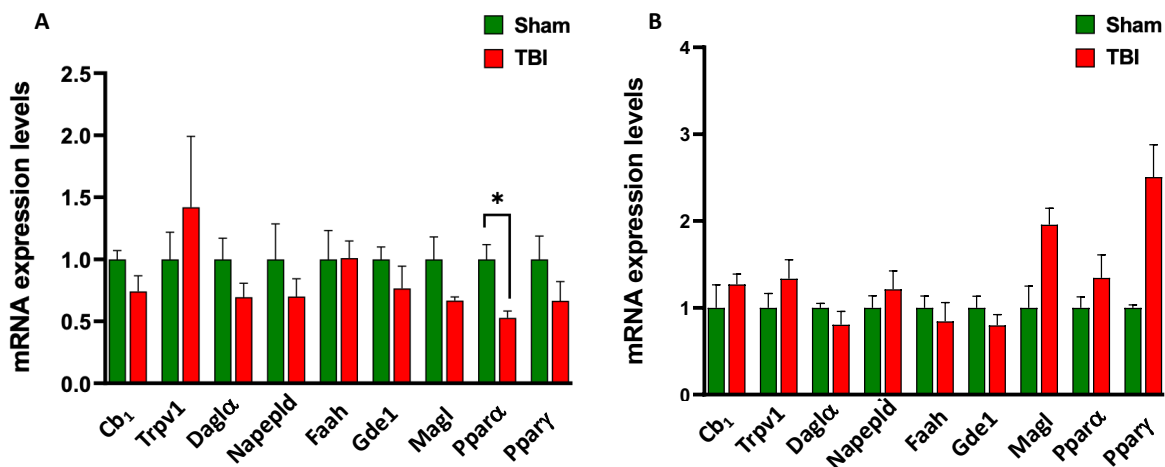 A
Sham
TBI
mRNA expression levels
2.5
2.0
1.5
1.0
0.5
0.0
*
Cb₁
Trpv1
Daglα
Napepld
Faah
Gde1
Magl
Pparα
Pparγ
B
Sham
TBI
mRNA expression levels
4
3
2
1
0
Cb₁
Trpv1
Daglα
Napepld
Faah
Gde1
Magl
Pparα
Pparγ